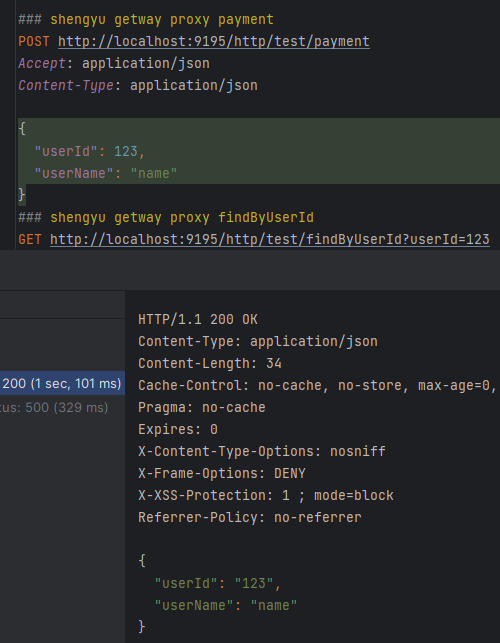 ### shengyu getway proxy payment
POST http://localhost:9195/http/test/payment
Accept: application/json
Content-Type: application/json
{
"userId": 123,
"userName": "name"
}
### shengyu getway proxy findByUserId
GET http://localhost:9195/http/test/findByUserId?userId=123
200 (1 sec, 101 ms)
tus: 500 (329 ms)
HTTP/1.1 200 OK
Content-Type: application/json
Content-Length: 34
Cache-Control: no-cache, no-store, max-age=0,
Pragma: no-cache
Expires: 0
X-Content-Type-Options: nosniff
X-Frame-Options: DENY
X-XSS-Protection: 1 ; mode=block
Referrer-Policy: no-referrer
{
"userId": "123",
"userName": "name"
}